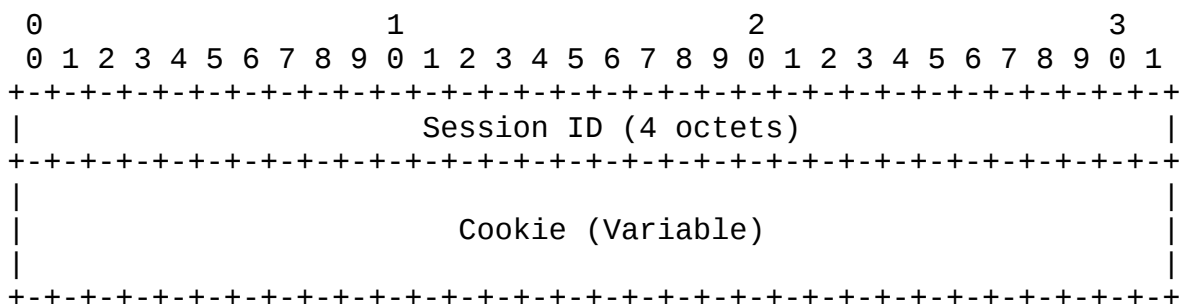 0                   1                   2                   3
 0 1 2 3 4 5 6 7 8 9 0 1 2 3 4 5 6 7 8 9 0 1 2 3 4 5 6 7 8 9 0 1
+-+-+-+-+-+-+-+-+-+-+-+-+-+-+-+-+-+-+-+-+-+-+-+-+-+-+-+-+-+-+-+-+
|                      Session ID (4 octets)                    |
+-+-+-+-+-+-+-+-+-+-+-+-+-+-+-+-+-+-+-+-+-+-+-+-+-+-+-+-+-+-+-+-+
|                                                               |
|                        Cookie (Variable)                      |
|                                                               |
+-+-+-+-+-+-+-+-+-+-+-+-+-+-+-+-+-+-+-+-+-+-+-+-+-+-+-+-+-+-+-+-+